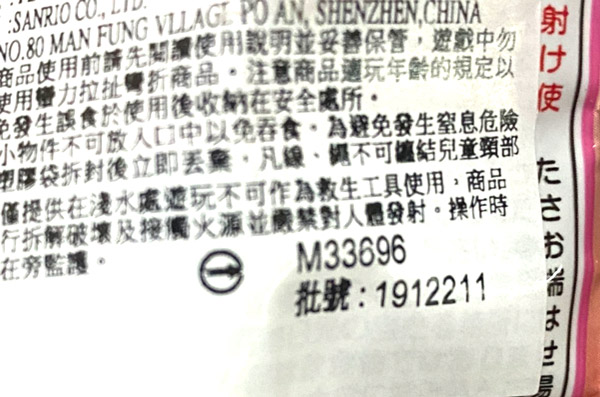 :SANRIO CO., LTD.
NO.80 MAN FUNG VLLAGE PO AN, SHENZHEN,CHINA
商品使用前請先閱讀使用說明並妥善保管，遊戲中勿
使用蠻力拉扯彎折商品。注意商品適玩年齡的規定以
免發生誤食於使用後收納在安全處所。
小物件不可放入口中以免吞食。為避免發生窒息危險
塑膠袋拆封後立即丟棄，凡線、繩不可纏結兒童頸部
僅提供在淺水處遊玩不可作為救生工具使用，商品
行拆解破壞及接觸火源並嚴禁對人體發射。操作時
在旁監護。
M33696
批號：1912211
射け使
たさお端はせ場